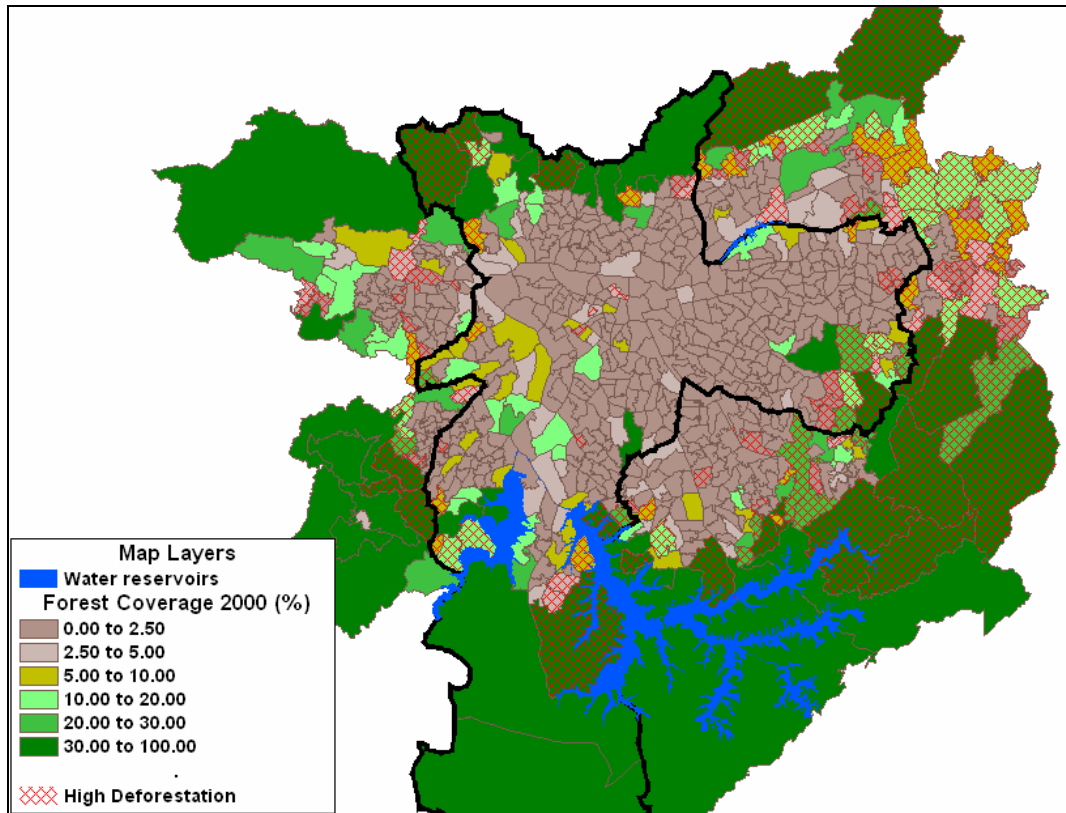 Map Layers
Water reservoirs
Forest Coverage 2000 (%)
0.00 to 2.50
2.50 to 5.00
5.00 to 10.00
10.00 to 20.00
20.00 to 30.00
30.00 to 100.00
.
High Deforestation